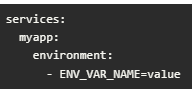 services:
  myapp:
    environment:
      - ENV_VAR_NAME=value